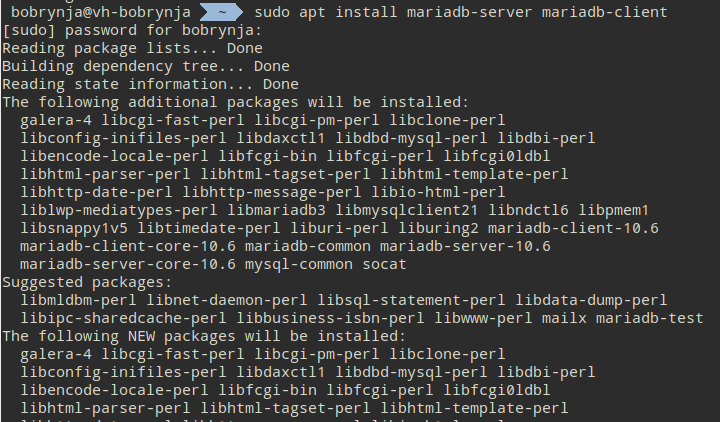 bobrynja@vh-bobrynja ~ sudo apt install mariadb-server mariadb-client
[sudo] password for bobrynja:
Reading package lists... Done
Building dependency tree... Done
Reading state information... Done
The following additional packages will be installed:
galera-4 libcgi-fast-perl libcgi-pm-perl libclone-perl
libconfig-inifiles-perl libdaxctl1 libdbd-mysql-perl libdbi-perl
libencode-locale-perl libfcgi-bin libfcgi-perl libfcgi0ldbl
libhtml-parser-perl libhtml-tagset-perl libhtml-template-perl
libhttp-date-perl libhttp-message-perl libio-html-perl
liblwp-mediatypes-perl libmariadb3 libmysqlclient21 libndctl6 libpmem1
libsnappy1v5 libtimedate-perl liburi-perl liburing2 mariadb-client-10.6
mariadb-client-core-10.6 mariadb-common mariadb-server-10.6
mariadb-server-core-10.6 mysql-common socat
Suggested packages:
libmldbm-perl libnet-daemon-perl libsql-statement-perl libdata-dump-perl
libipc-sharedcache-perl libbusiness-isbn-perl libwww-perl mailx mariadb-test
The following NEW packages will be installed:
galera-4 libcgi-fast-perl libcgi-pm-perl libclone-perl
libconfig-inifiles-perl libdaxctl1 libdbd-mysql-perl libdbi-perl
libencode-locale-perl libfcgi-bin libfcgi-perl libfcgi0ldbl
libhtml-parser-perl libhtml-tagset-perl libhtml-template-perl